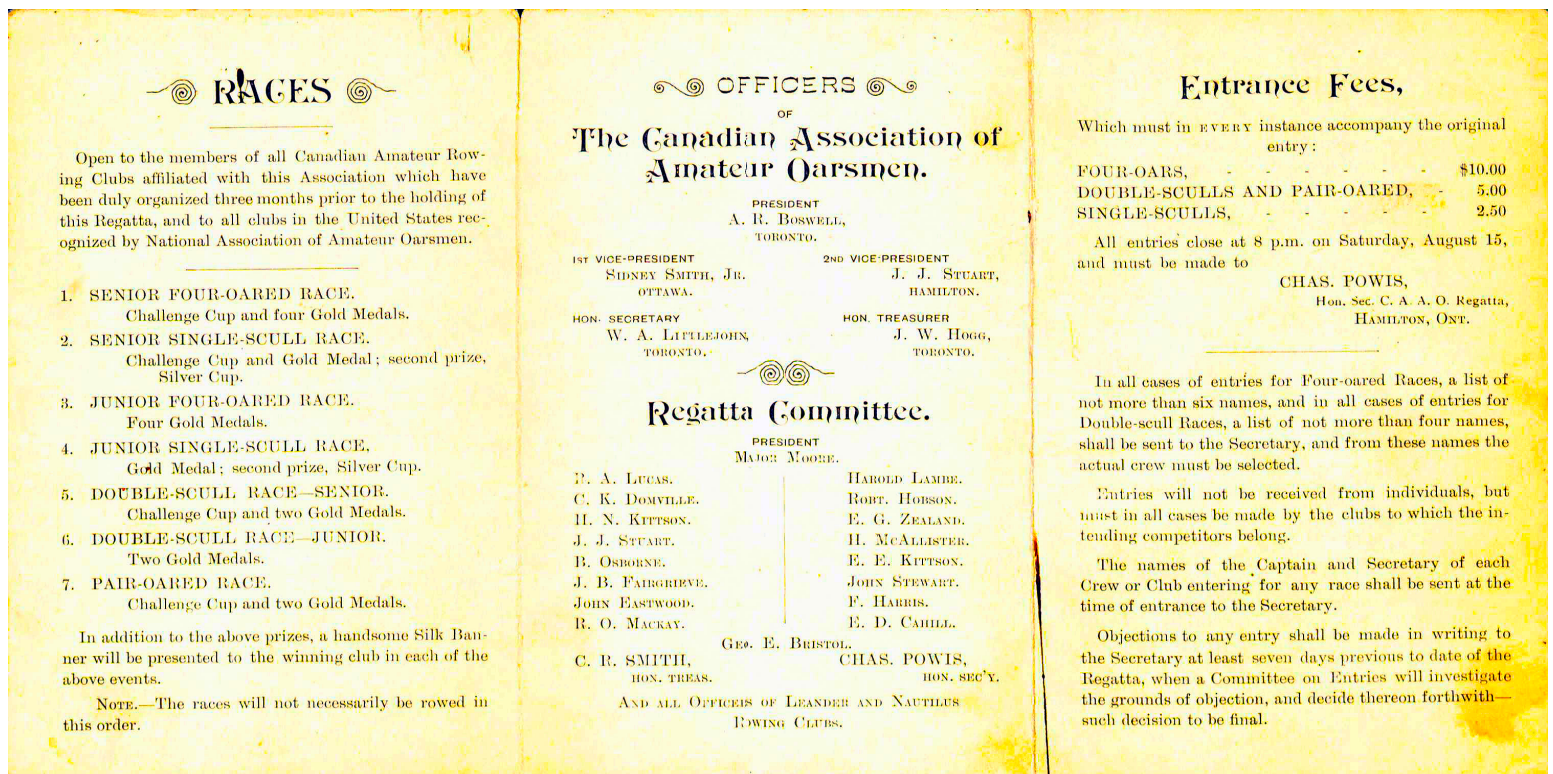 RACES
Open to the members of all Canadian Amateur Row-
ing Clubs affiliated with this Association which have
been duly organized three months prior to the holding of
this Regatta, and to all clubs in the United States rec-
ognized by National Association of Amateur Oarsmen.
1. SENIOR FOUR-OARED RACE.
Challenge Cup and four Gold Medals.
2. SENIOR SINGLE-SCULL RACE.
Challenge Cup and Gold Medal; second prize,
Silver Cup.
3. JUNIOR FOUR-OARED RACE.
Four Gold Medals.
4. JUNIOR SINGLE-SCULL RACE,
Gold Medal; second prize, Silver Cup.
5. DOUBLE-SCULL RACE—SENIOR.
Challenge Cup and two Gold Medals.
6. DOUBLE-SCULL RACE—JUNIOR.
Two Gold Medals.
7. PAIR-OARED RACE.
Challenge Cup and two Gold Medals.
In addition to the above prizes, a handsome Silk Ban-
ner will be presented to the winning club in each of the
above events.
NOTE.—The races will not necessarily be rowed in
this order.
OFFICERS
OF
The Canadian Association of
Amateur Oarsmen.
PRESIDENT
A. R. BOSWELL,
TORONTO.
1ST VICE-PRESIDENT 2ND VICE-PRESIDENT
SIDNEY SMITH, JR. J. J. STUART,
OTTAWA. HAMILTON.
HON. SECRETARY HON. TREASURER
W. A. LITTLEJOHN, J. W. HOGG,
TORONTO. TORONTO.
Regatta Committee.
PRESIDENT
MAJOR MOORE.
R. A. LUCAS. HAROLD LAMBE.
C. K. DOMVILLE. ROBT. HOBSON.
H. N. KITTSON. E. G. ZEALAND.
J. J. STUART. H. MCALLISTER.
B. OSBORNE. E. E. KITTSON.
J. B. FAIRGRIEVE. JOHN STEWART.
JOHN EASTWOOD. F. HARRIS.
R. O. MACKAY. E. D. CAHILL.
GEO. E. BRISTOL.
C. R. SMITH, CHAS. POWIS,
HON. TREAS. HON. SEC'Y.
AND ALL OFFICERS OF LEANDER AND NAUTILUS
ROWING CLUBS.
Entrance Fees,
Which must in EVERY instance accompany the original
entry:
FOUR-OARS, - - - - - - $10.00
DOUBLE-SCULLS AND PAIR-OARED, - 5.00
SINGLE-SCULLS, - - - - - 2.50
All entries close at 8 p.m. on Saturday, August 15,
and must be made to
CHAS. POWIS,
Hon. Sec. C. A. A. O. Regatta,
HAMILTON, ONT.
In all cases of entries for Four-oared Races, a list of
not more than six names, and in all cases of entries for
Double-scull Races, a list of not more than four names,
shall be sent to the Secretary, and from these names the
actual crew must be selected.
Entries will not be received from individuals, but
must in all cases be made by the clubs to which the in-
tending competitors belong.
The names of the Captain and Secretary of each
Crew or Club entering for any race shall be sent at the
time of entrance to the Secretary.
Objections to any entry shall be made in writing to
the Secretary at least seven days previous to date of the
Regatta, when a Committee on Entries will investigate
the grounds of objection, and decide thereon forthwith—
such decision to be final.